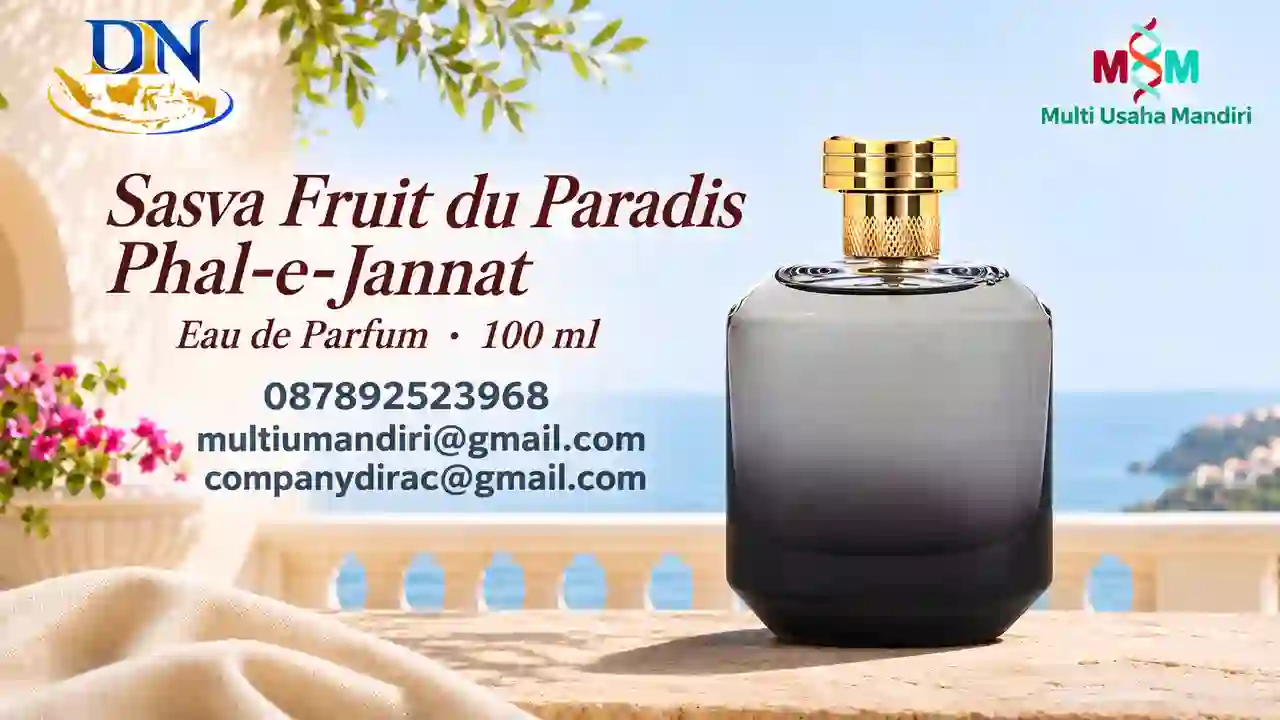 DN
M M
Multi Usaha Mandiri
Sasva Fruit du Paradis
Phal-e-Jannat
Eau de Parfum • 100 ml
087892523968
multiumandiri@gmail.com
companydirac@gmail.com